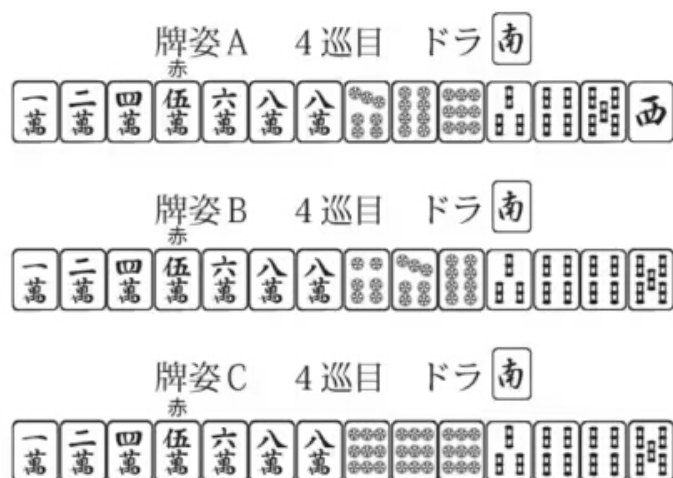 牌姿A 4巡目 ドラ南
赤
一萬 二萬 四萬 伍萬 六萬 八萬 八萬 西
牌姿B 4巡目 ドラ南
赤
一萬 二萬 四萬 伍萬 六萬 八萬 八萬
牌姿C 4巡目 ドラ南
赤
一萬 二萬 四萬 伍萬 六萬 八萬 八萬